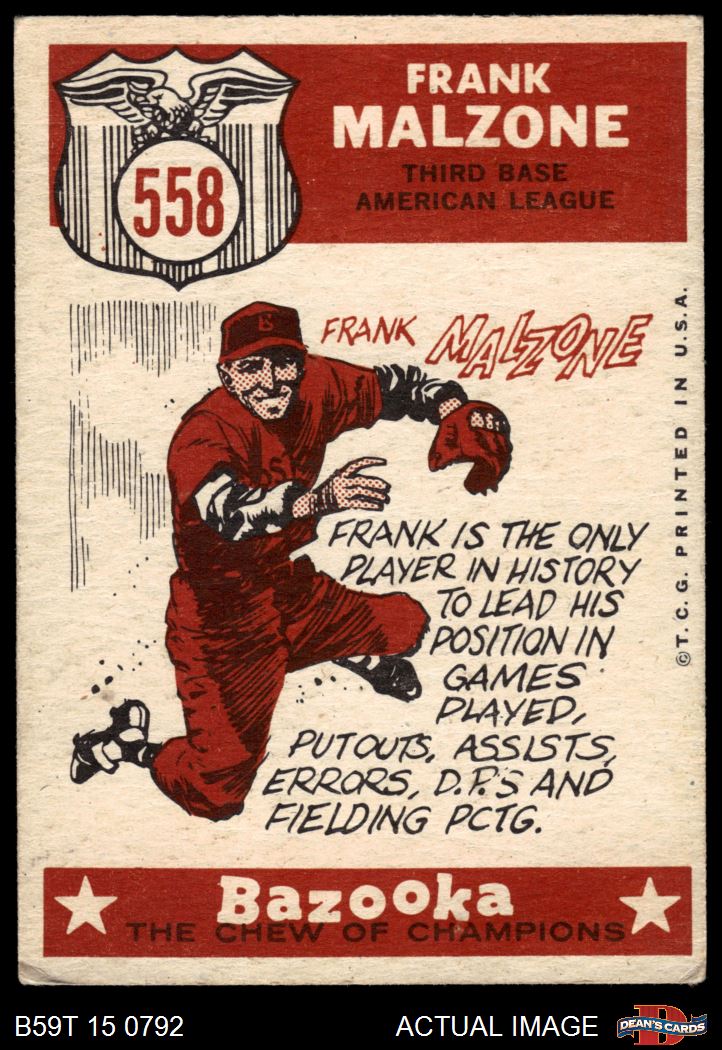 558
FRANK
MALZONE
THIRD BASE
AMERICAN LEAGUE
B
FRANK MALZONE
S
FRANK IS THE ONLY
PLAYER IN HISTORY
TO LEAD HIS
POSITION IN
GAMES
PLAYED,
PUTOUTS, ASSISTS,
ERRORS, D.P.'S AND
FIELDING PCTG.
© T. C. G. PRINTED IN U.S.A.
Bazooka
THE CHEW OF CHAMPIONS
B59T 15 0792
ACTUAL IMAGE
D
DEAN'S CARDS